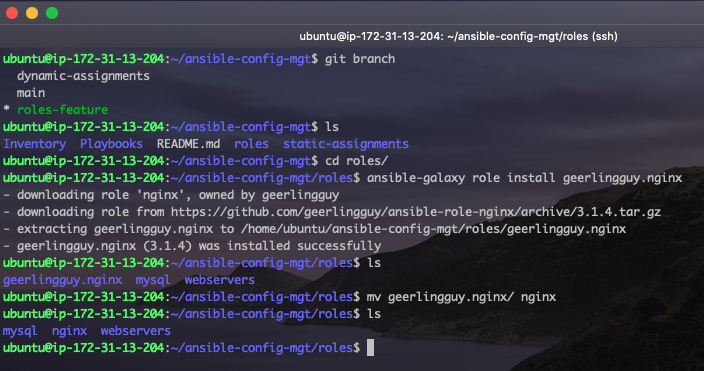 ubuntu@ip-172-31-13-204: ~/ansible-config-mgt/roles (ssh)
ubuntu@ip-172-31-13-204:~/ansible-config-mgt$ git branch
  dynamic-assignments
  main
* roles-feature
ubuntu@ip-172-31-13-204:~/ansible-config-mgt$ ls
Inventory  Playbooks  README.md  roles  static-assignments
ubuntu@ip-172-31-13-204:~/ansible-config-mgt$ cd roles/
ubuntu@ip-172-31-13-204:~/ansible-config-mgt/roles$ ansible-galaxy role install geerlingguy.nginx
- downloading role 'nginx', owned by geerlingguy
- downloading role from https://github.com/geerlingguy/ansible-role-nginx/archive/3.1.4.tar.gz
- extracting geerlingguy.nginx to /home/ubuntu/ansible-config-mgt/roles/geerlingguy.nginx
- geerlingguy.nginx (3.1.4) was installed successfully
ubuntu@ip-172-31-13-204:~/ansible-config-mgt/roles$ ls
geerlingguy.nginx  mysql  webservers
ubuntu@ip-172-31-13-204:~/ansible-config-mgt/roles$ mv geerlingguy.nginx/ nginx
ubuntu@ip-172-31-13-204:~/ansible-config-mgt/roles$ ls
mysql  nginx  webservers
ubuntu@ip-172-31-13-204:~/ansible-config-mgt/roles$